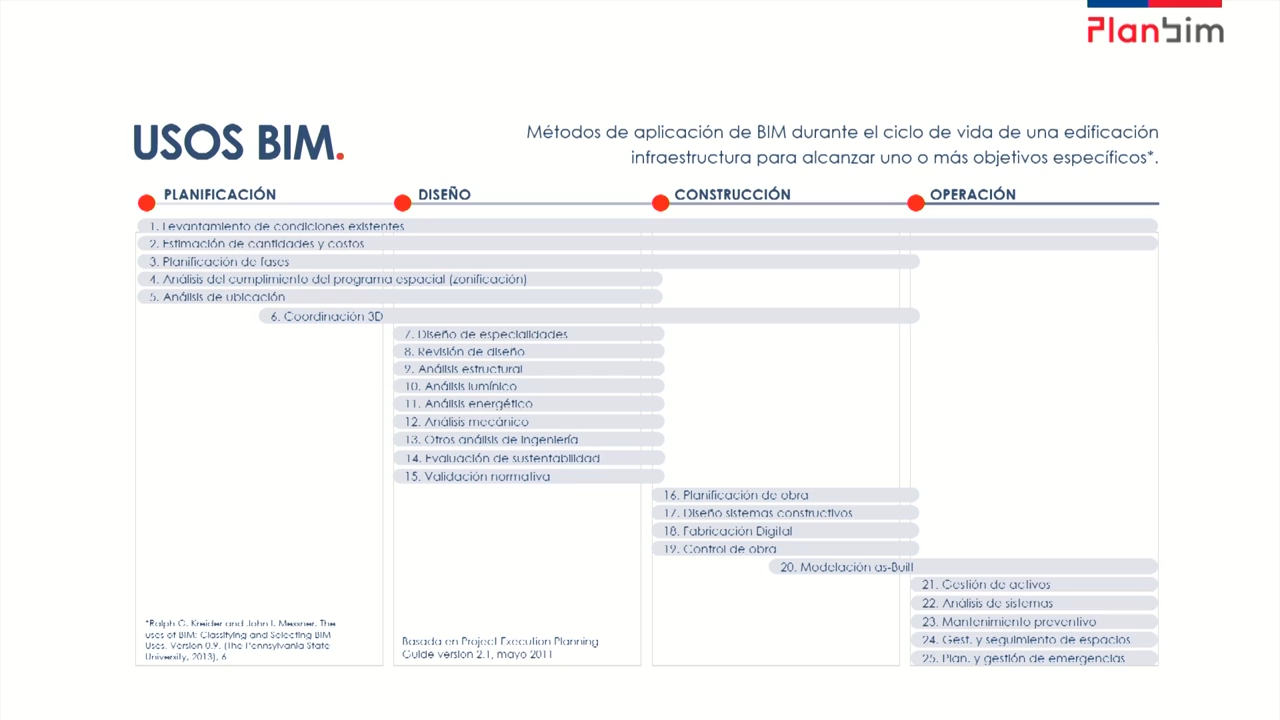 Planbim
USOS BIM.
Métodos de aplicación de BIM durante el ciclo de vida de una edificación
infraestructura para alcanzar uno o más objetivos específicos*.
PLANIFICACIÓN
DISEÑO
CONSTRUCCIÓN
OPERACIÓN
1. Levantamiento de condiciones existentes
2. Estimación de cantidades y costos
3. Planificación de fases
4. Análisis del cumplimiento del programa espacial (zonificación)
5. Análisis de ubicación
6. Coordinación 3D
7. Diseño de especialidades
8. Revisión de diseño
9. Análisis estructural
10. Análisis lumínico
11. Análisis energético
12. Análisis mecánico
13. Otros análisis de ingeniería
14. Evaluación de sustentabilidad
15. Validación normativa
16. Planificación de obra
17. Diseño sistemas constructivos
18. Fabricación Digital
19. Control de obra
20. Modelación as-Built
21. Gestión de activos
22. Análisis de sistemas
23. Mantenimiento preventivo
24. Gest. y seguimiento de espacios
25. Plan. y gestión de emergencias
*Ralph G. Kreider and John I. Messner. The
uses of BIM: Classifying and Selecting BIM
Uses. Version 0.9. (The Pennsylvania State
University, 2013), 6
Basada en Project Execution Planning
Guide version 2.1, mayo 2011